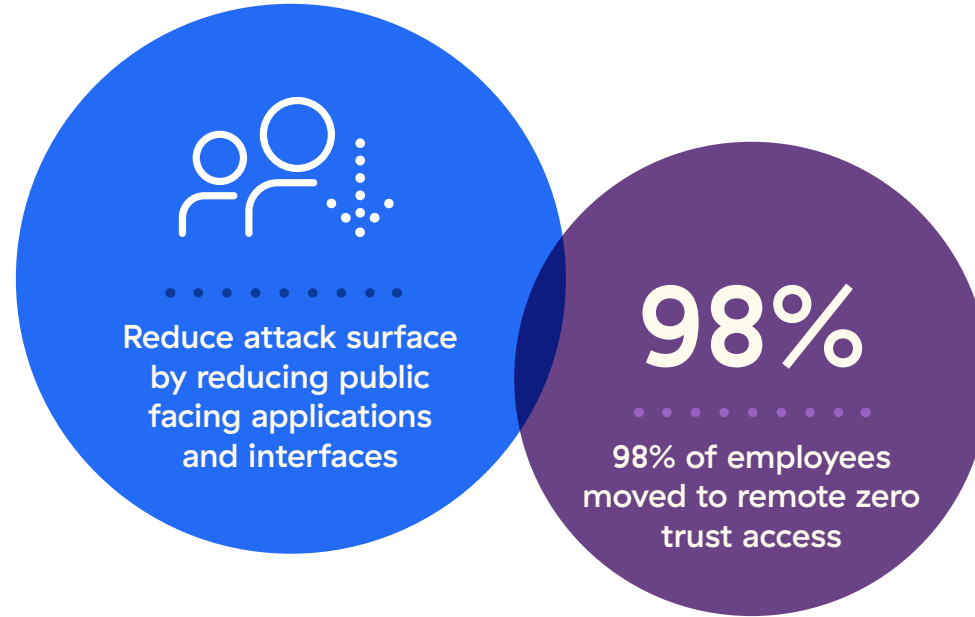 Reduce attack surface
by reducing public
facing applications
and interfaces
98%
98% of employees
moved to remote zero
trust access